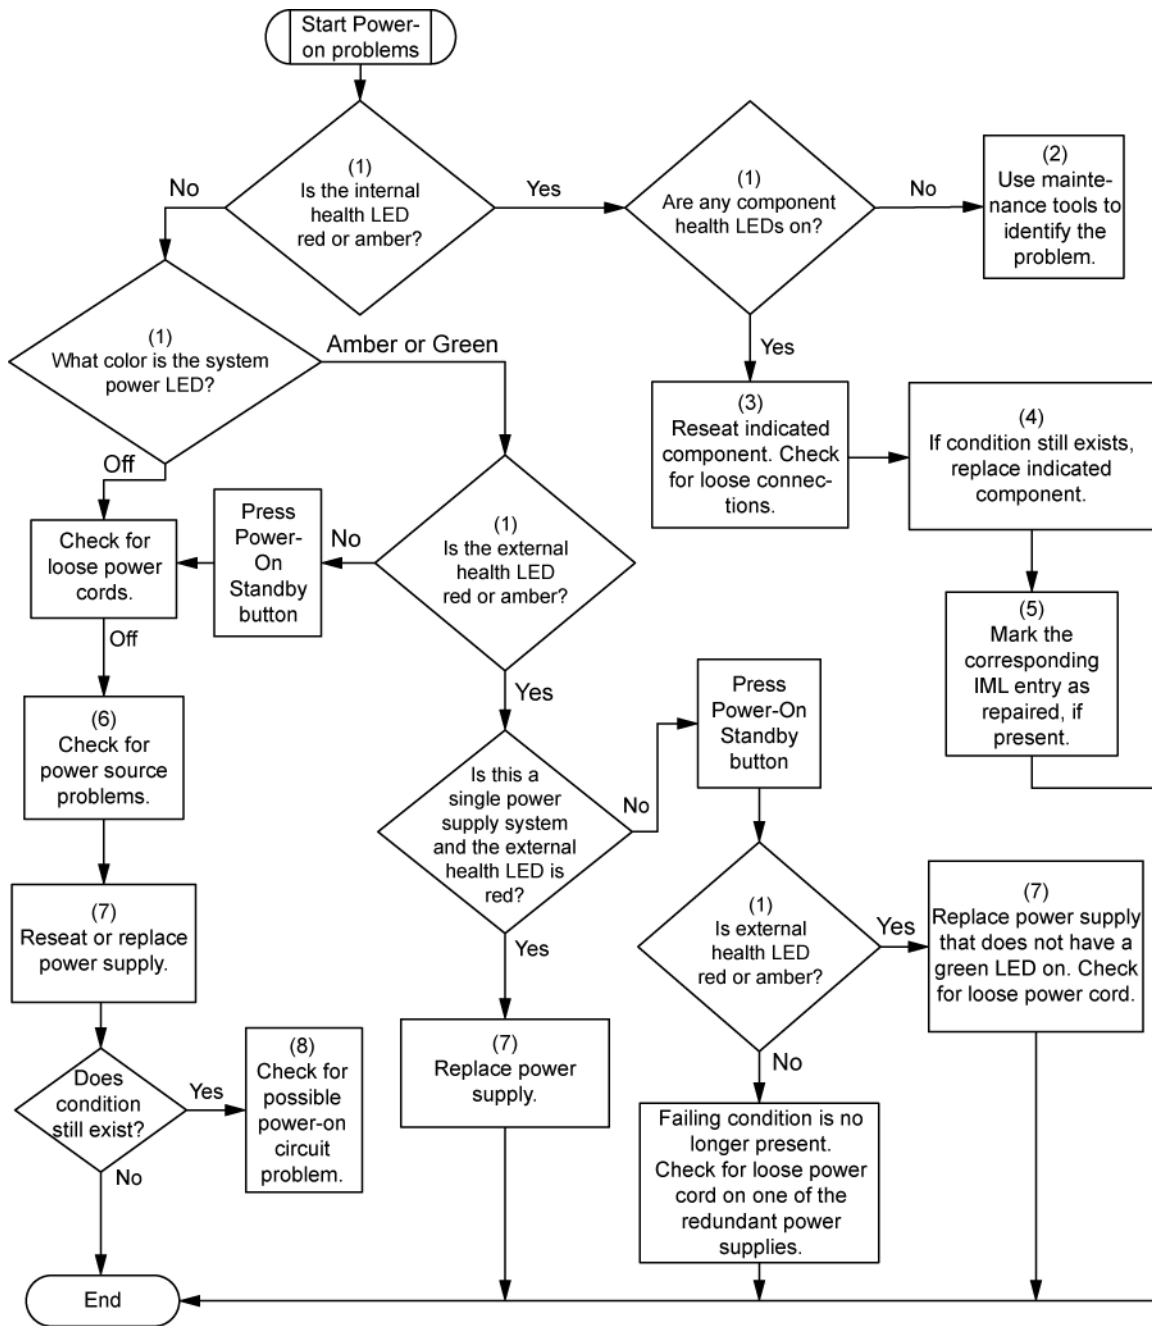 Start Power-
on problems
(1)
Is the internal
health LED
red or amber?
No
Yes
(1)
Are any component
health LEDs on?
No
(2)
Use mainte-
nance tools to
identify the
problem.
(1)
What color is the system
power LED?
Amber or Green
Yes
(3)
Reseat indicated
component. Check
for loose connec-
tions.
(4)
If condition still exists,
replace indicated
component.
Off
Check for
loose power
cords.
Press
Power-
On
Standby
button
No
(1)
Is the external
health LED
red or amber?
(5)
Mark the
corresponding
IML entry as
repaired, if
present.
Off
Yes
(6)
Check for
power source
problems.
Is this a
single power
supply system
and the external
health LED is
red?
No
Press
Power-On
Standby
button
(7)
Reseat or replace
power supply.
Yes
(1)
Is external
health LED
red or amber?
Yes
(7)
Replace power supply
that does not have a
green LED on. Check
for loose power cord.
Does
condition
still exist?
Yes
(8)
Check for
possible
power-on
circuit
problem.
(7)
Replace power
supply.
No
Failing condition is no
longer present.
Check for loose power
cord on one of the
redundant power
supplies.
No
End